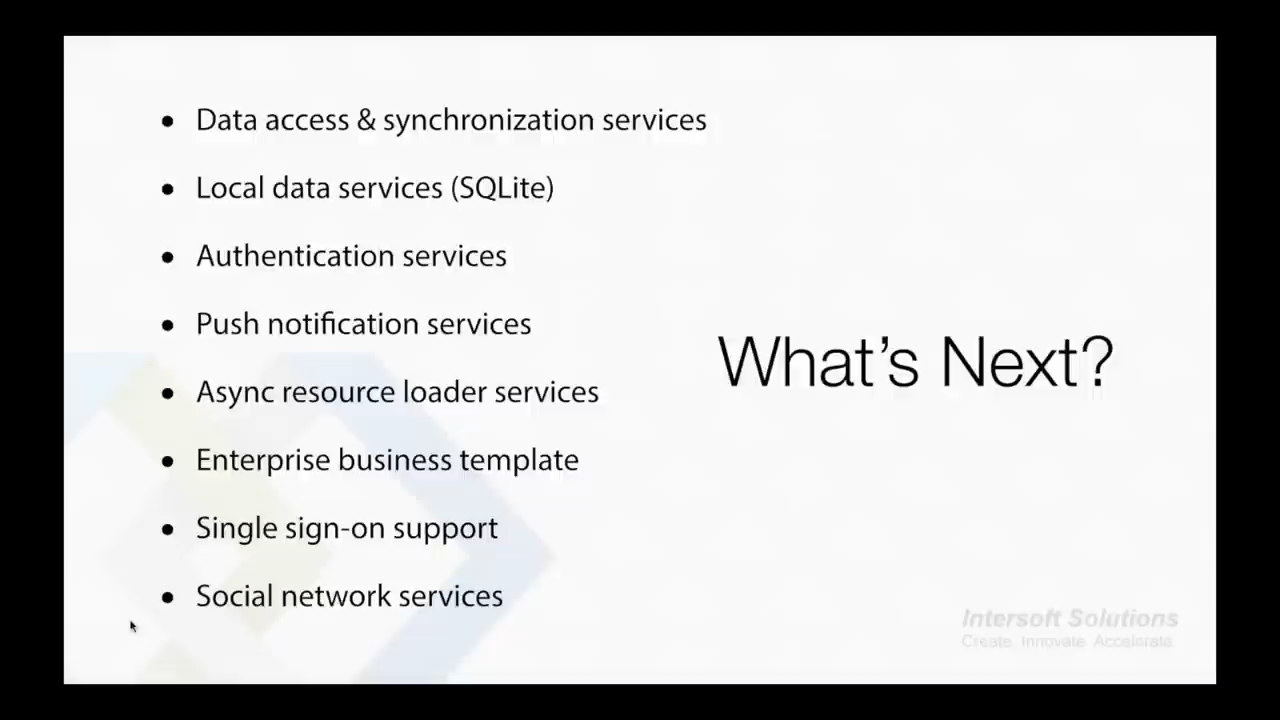 • Data access & synchronization services
• Local data services (SQLite)
• Authentication services
• Push notification services
• Async resource loader services
• Enterprise business template
• Single sign-on support
• Social network services
What’s Next?
Intersoft Solutions
Create. Innovate. Accelerate.